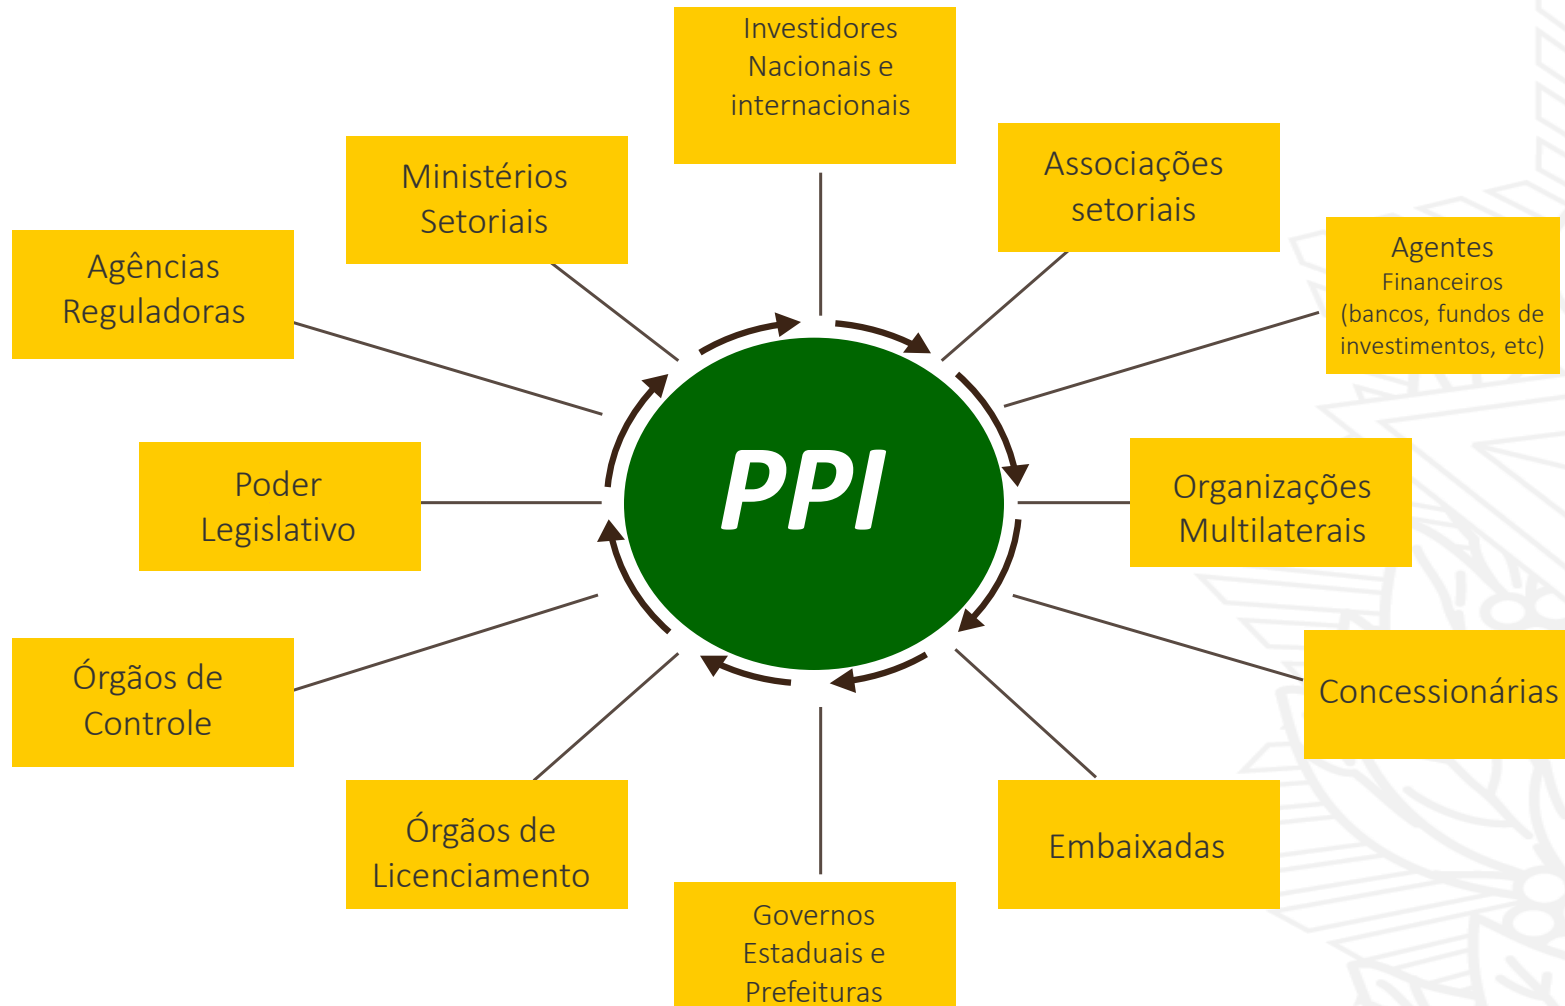 Investidores
Nacionais e
internacionais
Ministérios
Setoriais
Associações
setoriais
Agências
Reguladoras
Agentes
Financeiros
(bancos, fundos de
investimentos, etc)
PPI
Poder
Legislativo
Organizações
Multilaterais
Órgãos de
Controle
Concessionárias
Órgãos de
Licenciamento
Embaixadas
Governos
Estaduais e
Prefeituras